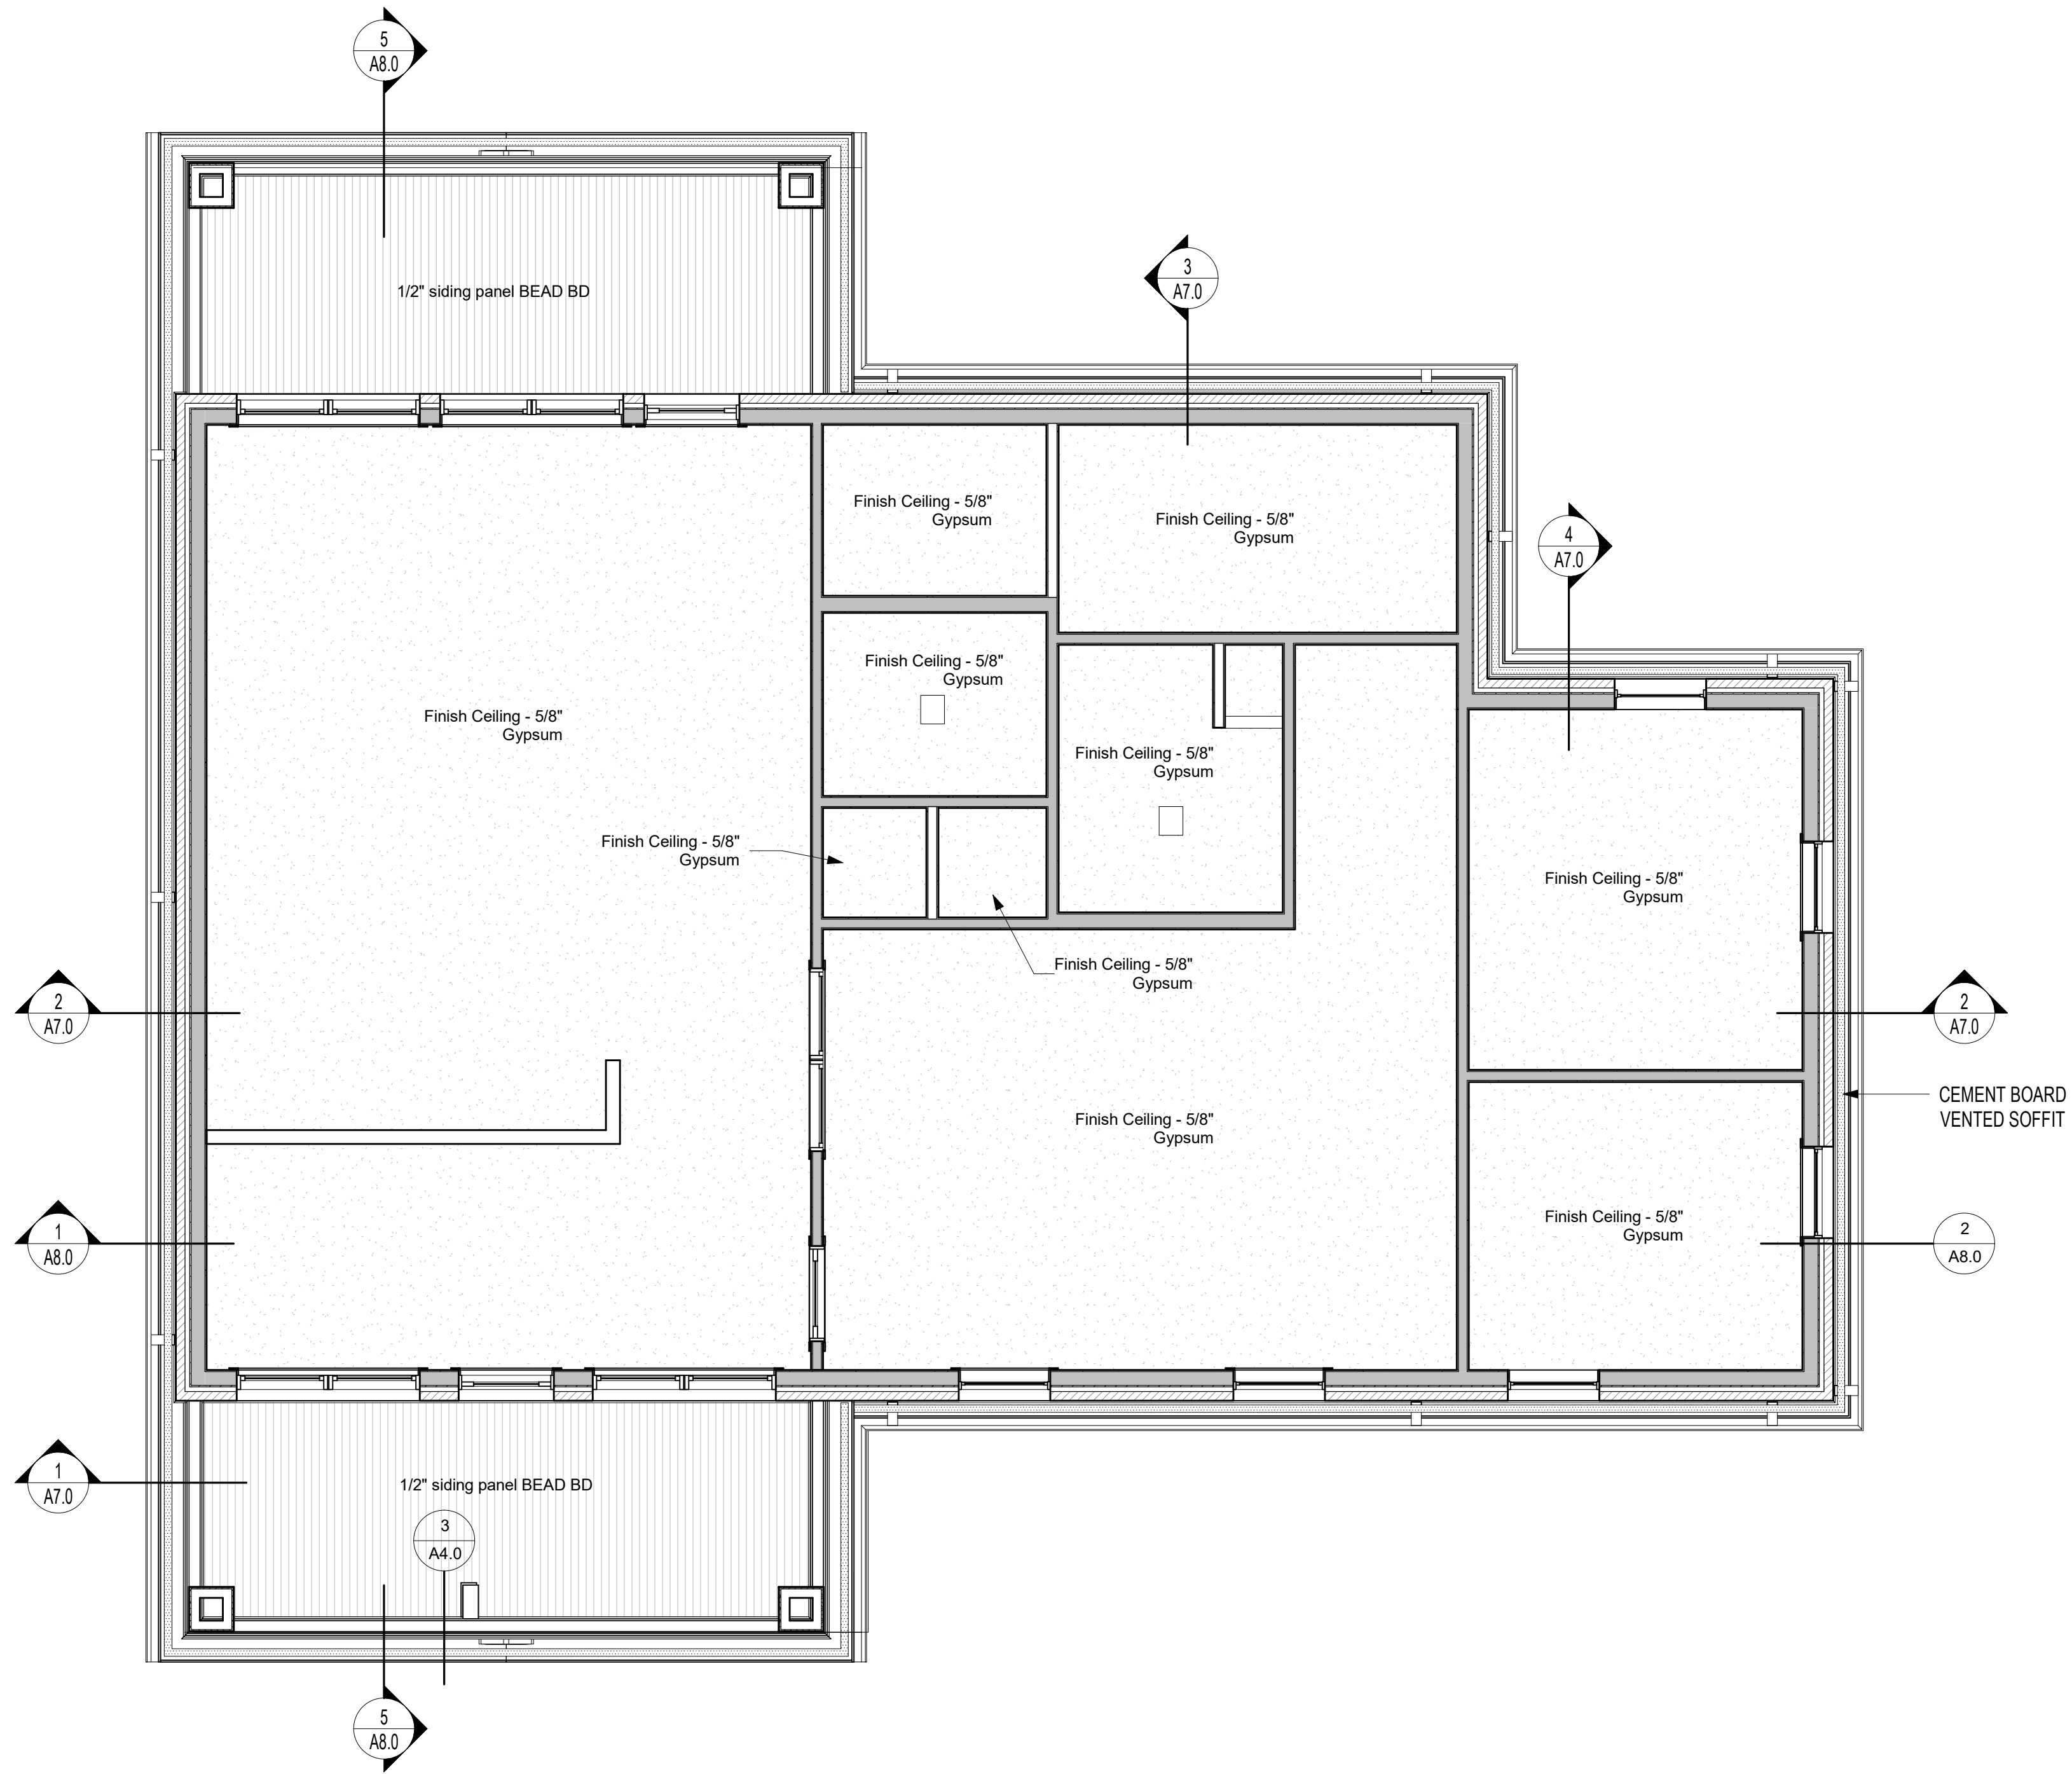 5
A8.0
3
A7.0
1/2" siding panel BEAD BD
Finish Ceiling - 5/8"
Gypsum
Finish Ceiling - 5/8"
Gypsum
4
A7.0
Finish Ceiling - 5/8"
Gypsum
Finish Ceiling - 5/8"
Gypsum
Finish Ceiling - 5/8"
Gypsum
Finish Ceiling - 5/8"
Gypsum
Finish Ceiling - 5/8"
Gypsum
Finish Ceiling - 5/8"
Gypsum
2
A7.0
2
A7.0
CEMENT BOARD
VENTED SOFFIT
Finish Ceiling - 5/8"
Gypsum
Finish Ceiling - 5/8"
Gypsum
1
A8.0
2
A8.0
1
A7.0
1/2" siding panel BEAD BD
3
A4.0
5
A8.0